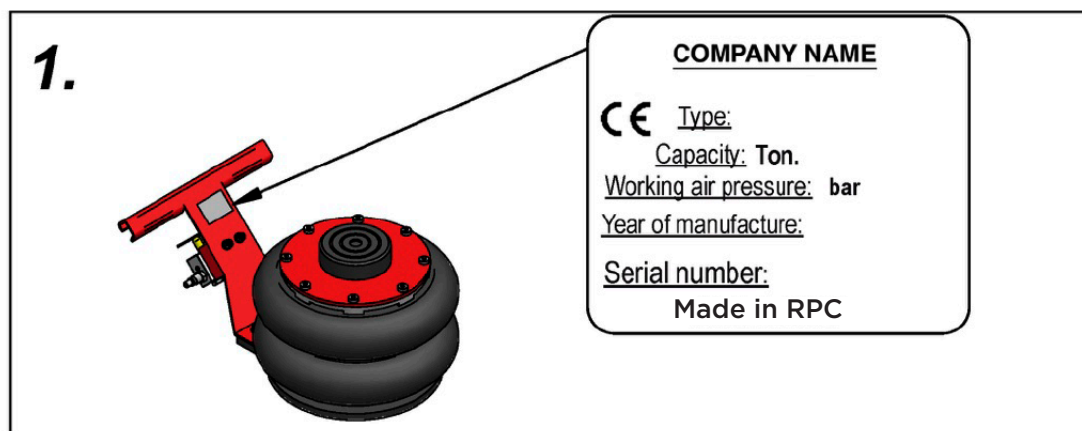 1.
COMPANY NAME
CE Type:
Capacity: Ton.
Working air pressure: bar
Year of manufacture:
Serial number:
Made in RPC